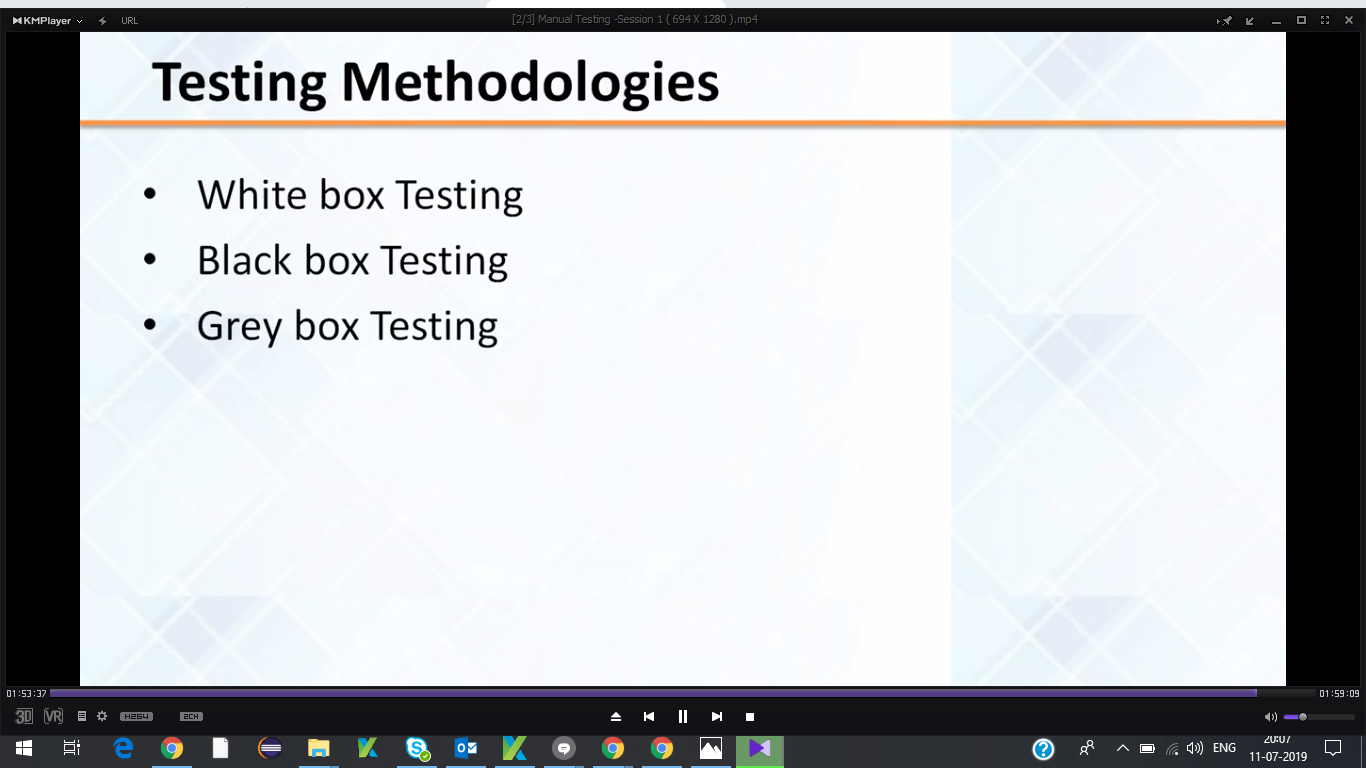 KMPlayer URL [2/3] Manual Testing -Session 1 ( 694 X 1280 ).mp4
Testing Methodologies
• White box Testing
• Black box Testing
• Grey box Testing
01:53:37 01:59:09
3D VR H264 2CH
ENG 20:07
11-07-2019